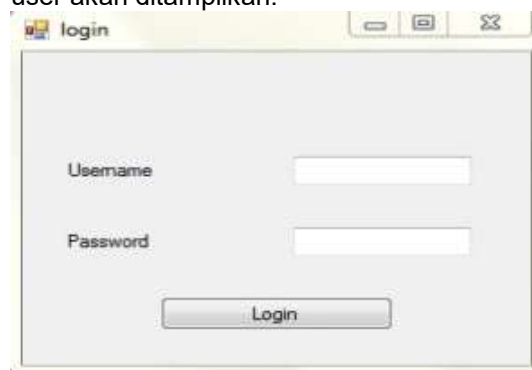 user akan ditampilkan.
login
Username
Password
Login